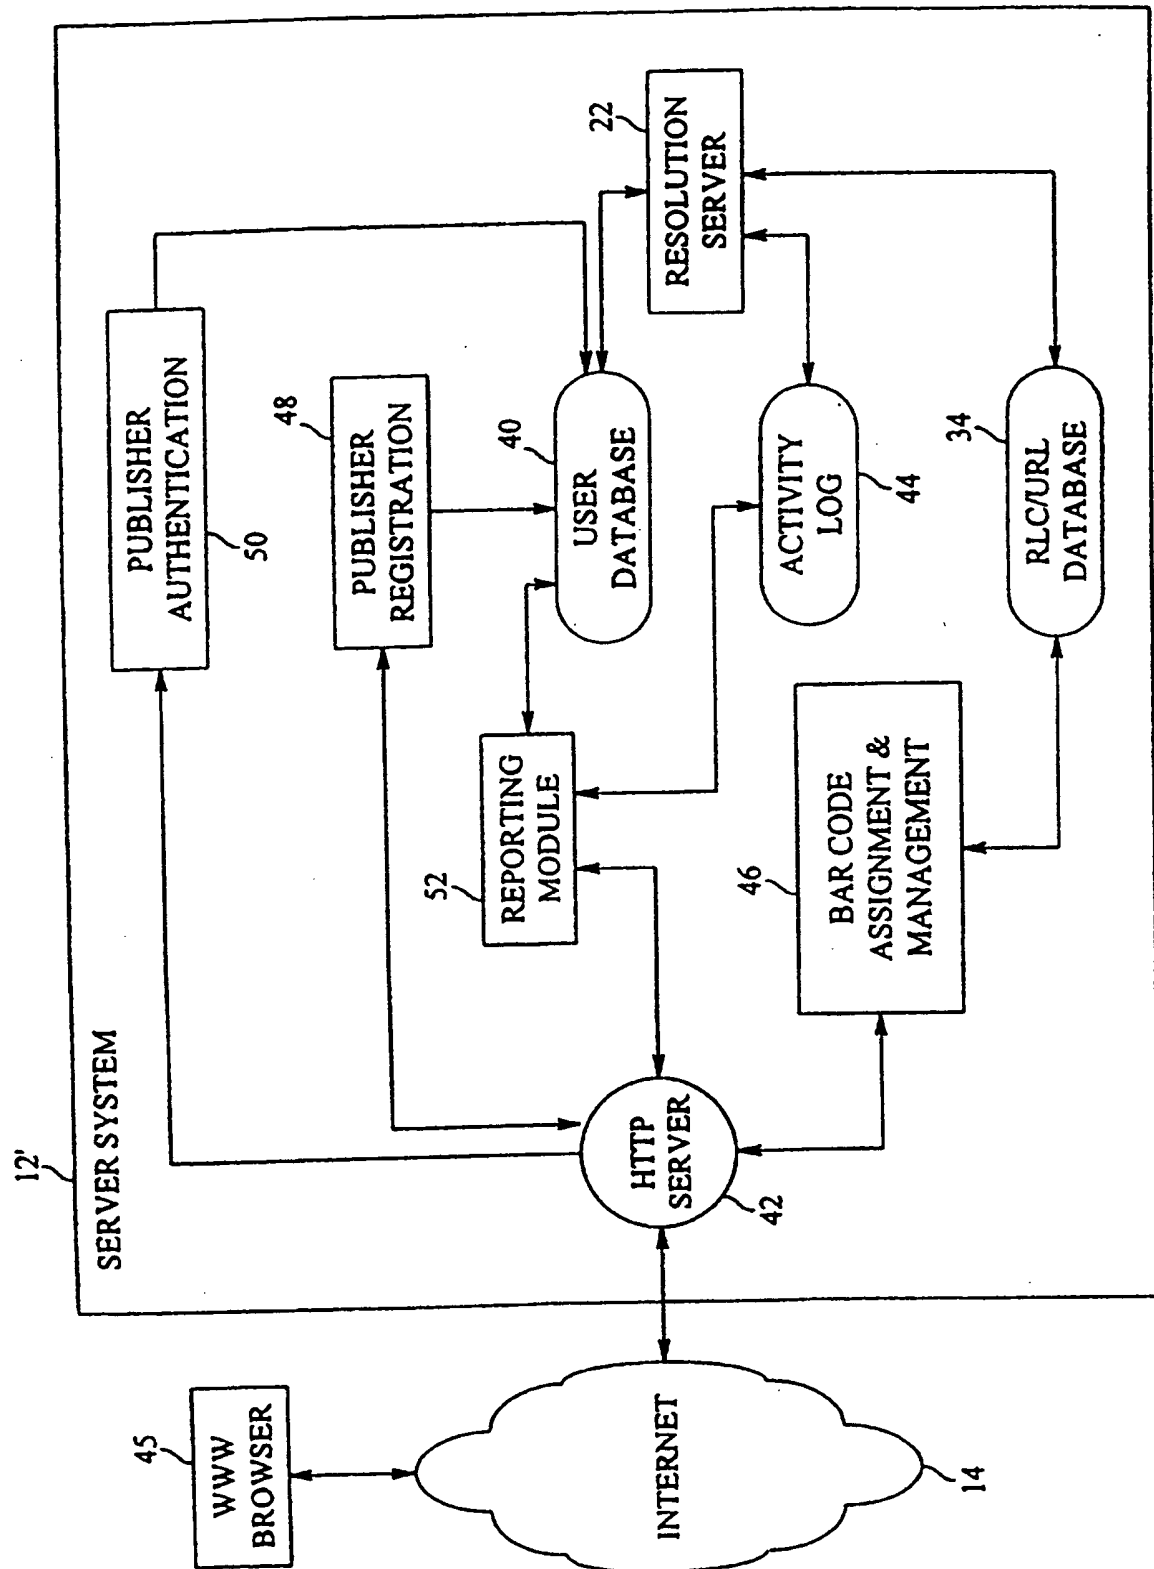 12'
SERVER SYSTEM
45
WWW
BROWSER
INTERNET
14
HTTP
SERVER
42
PUBLISHER
AUTHENTICATION
50
48
PUBLISHER
REGISTRATION
52
REPORTING
MODULE
40
USER
DATABASE
22
RESOLUTION
SERVER
ACTIVITY
LOG
44
46
BAR CODE
ASSIGNMENT &
MANAGEMENT
34
RLC/URL
DATABASE